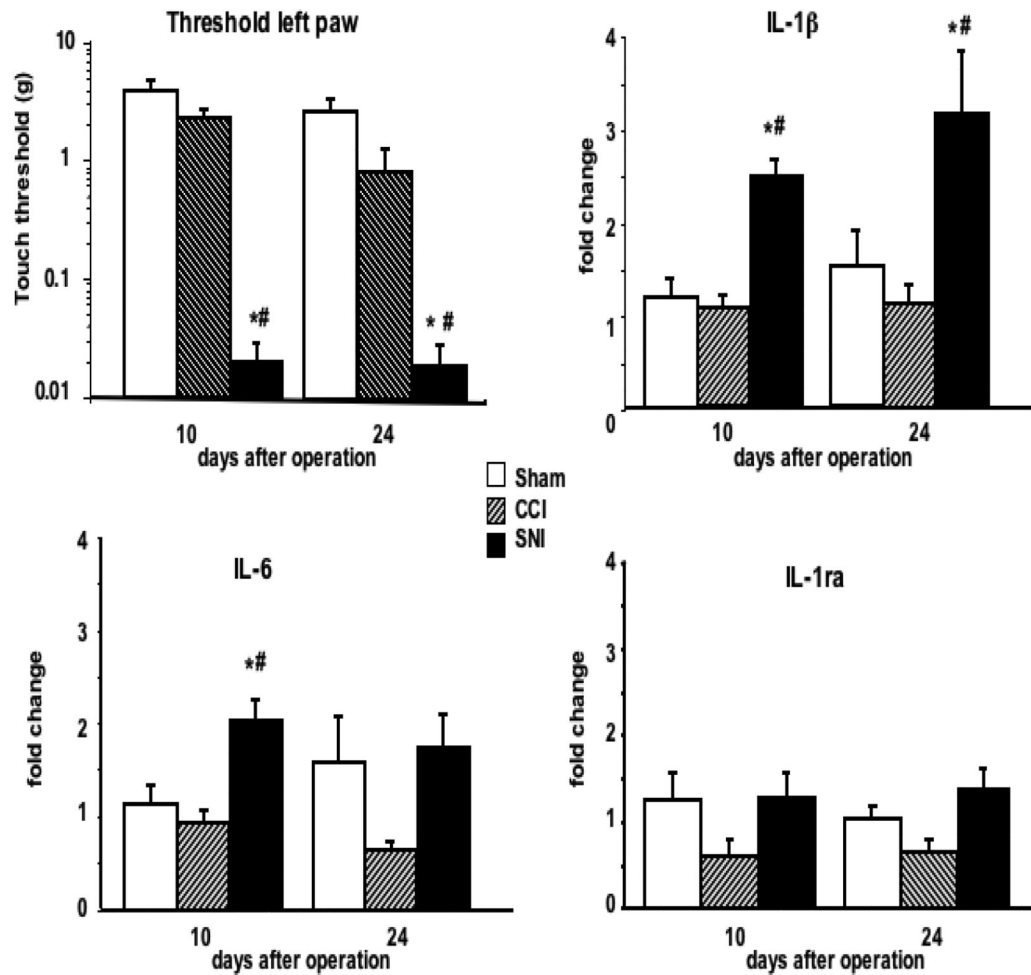 Threshold left paw
Touch threshold (g)
10
1
0.1
0.01
*#
* #
10 24
days after operation
IL-1β
fold change
4
3
2
1
0
*#
*#
10 24
days after operation
Sham
CCI
SNI
IL-6
fold change
4
3
2
1
0
*#
10 24
days after operation
IL-1ra
fold change
4
3
2
1
0
10 24
days after operation